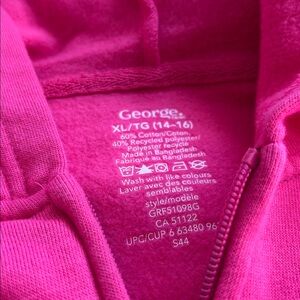 George.
XL/TG (14-16)
60% Cotton/Coton,
40% Recycled polyester/
Polyester recyclé
Made in Bangladesh
Fabriqué au Bangladesh
Wash with like colours
Laver avec des couleurs
semblables
style/modèle
GRF51098G
CA 51122
UPC/CUP 6 63480 96
S44